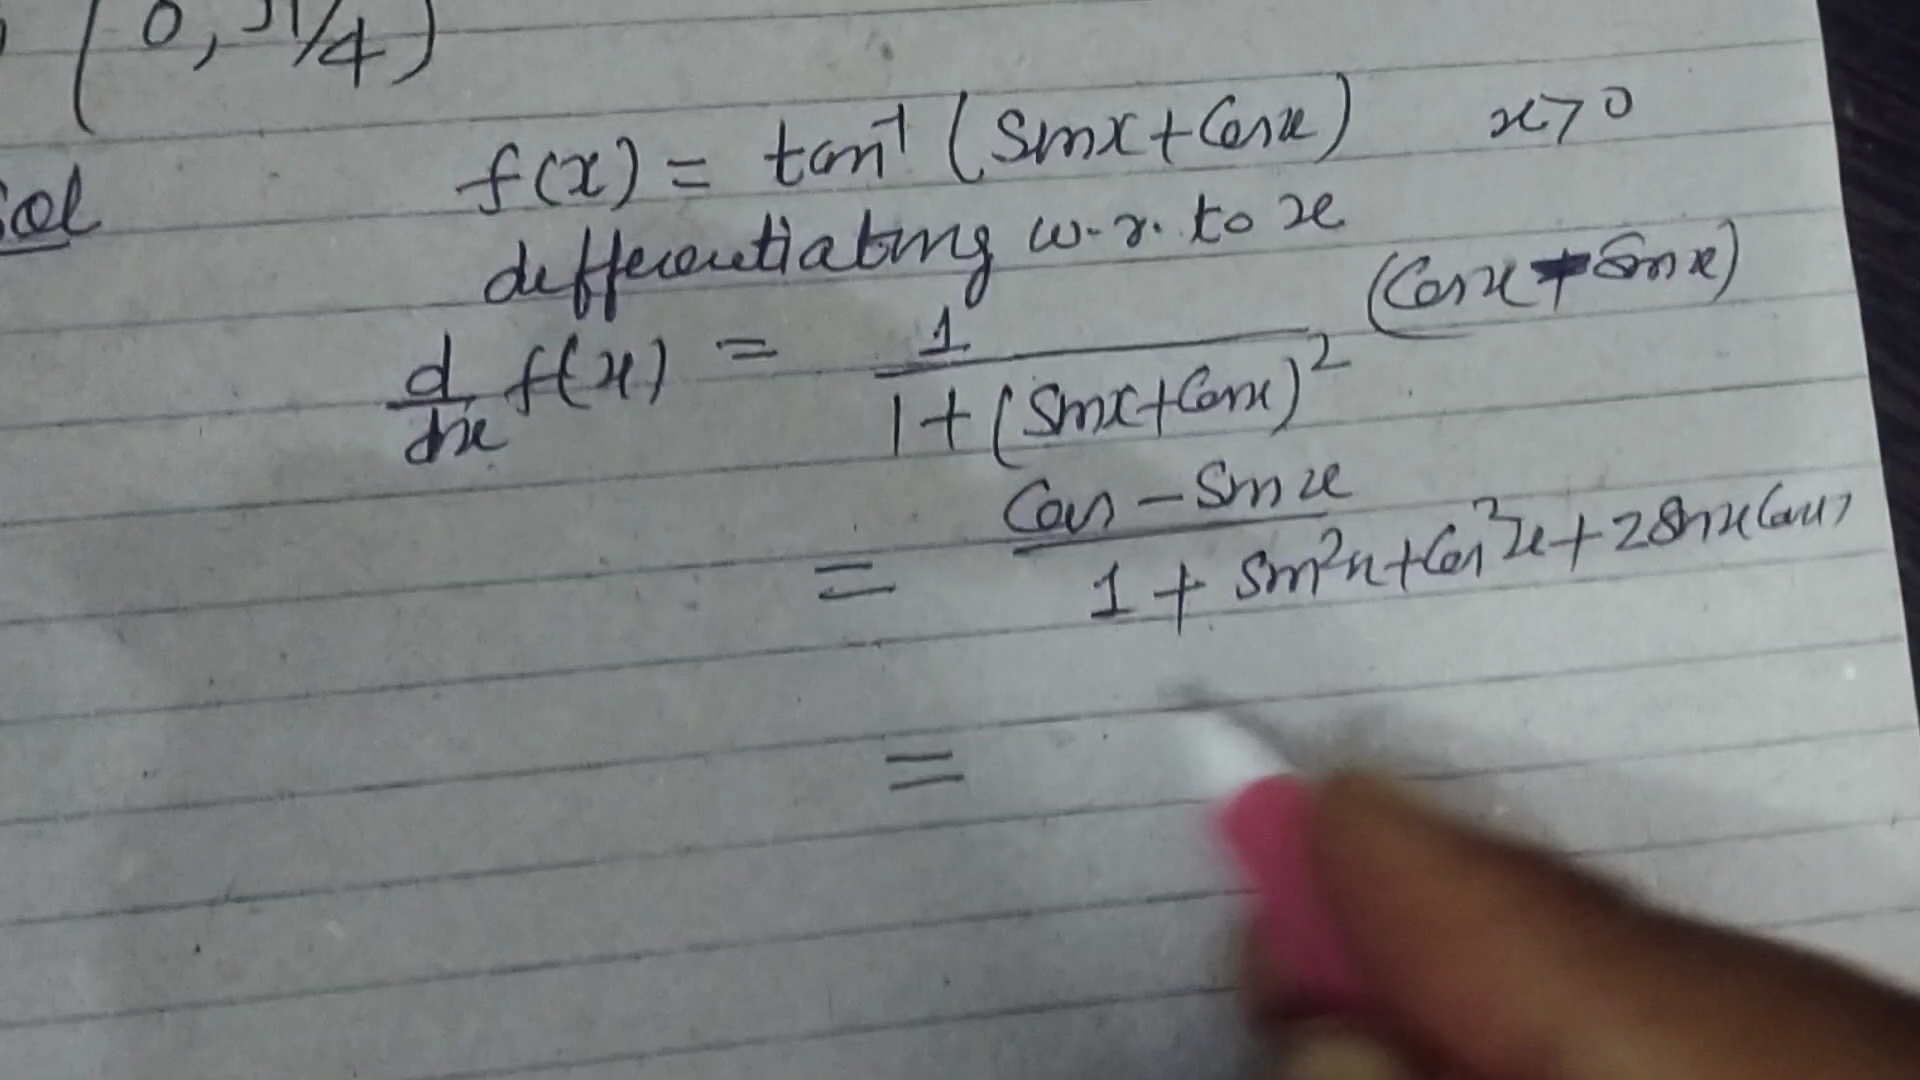 (0, π/4)
Sol f(x) = tan⁻¹ (Sinx + Cosx) x > 0
differentiating w.r. to x
d/dx f(x) = 1/(1 + (Sinx + Cosx)²) (Cosx - Sinx)
= (Cos - Sinx)/(1 + Sin²x + Cos²x + 2Sinx Cosx)
=